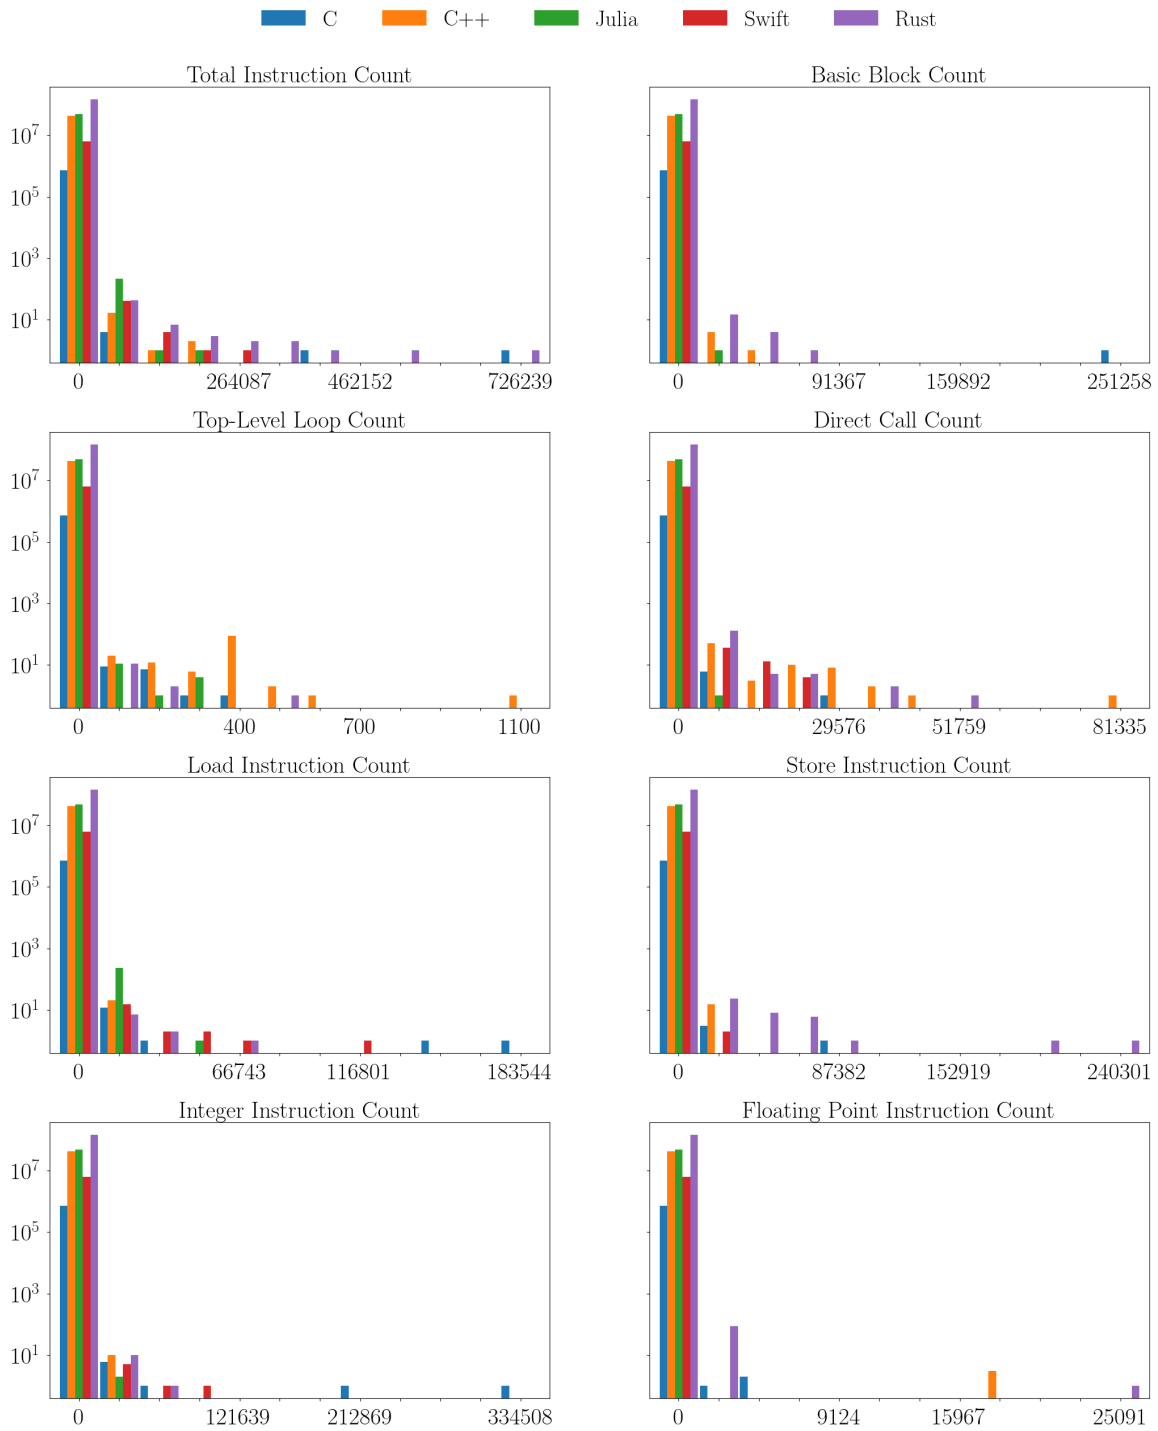 C C++ Julia Swift Rust
Total Instruction Count Basic Block Count
10^7
10^5
10^3
10^1
0 264087 462152 726239 0 91367 159892 251258
Top-Level Loop Count Direct Call Count
10^7
10^5
10^3
10^1
0 400 700 1100 0 29576 51759 81335
Load Instruction Count Store Instruction Count
10^7
10^5
10^3
10^1
0 66743 116801 183544 0 87382 152919 240301
Integer Instruction Count Floating Point Instruction Count
10^7
10^5
10^3
10^1
0 121639 212869 334508 0 9124 15967 25091